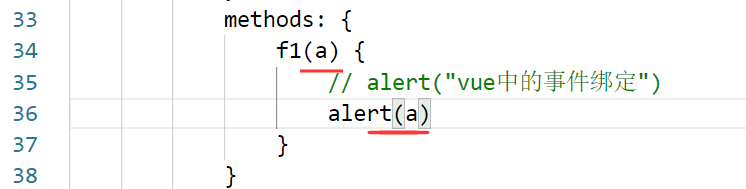 33 methods: {
34 f1(a) {
35 // alert("vue中的事件绑定")
36 alert(a)
37 }
38 }